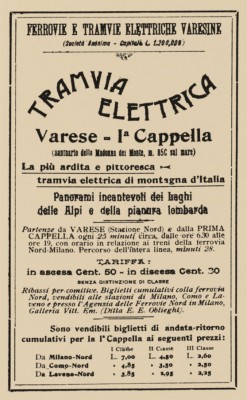 FERROVIE E TRAMVIE ELETTRICHE VARESINE
(Società Anonima - Capitale L. 1.200,000)
TRAMVIA
ELETTRICA
Varese - Iª Cappella
(santuario della Madonna del Monte, m. 850 sul mare)
La più ardita e pittoresca
tramvia elettrica di montagna d'Italia
Panorami incantevoli dei laghi
delle Alpi e della pianura lombarda
Partenze da VARESE (Stazione Nord) e dalla PRIMA
CAPPELLA ogni 25 minuti circa, dalle ore 6.30 alle
ore 19, con orario in relazione ai treni della ferrovia
Nord-Milano. Percorso dell'intera linea, minuti 28.
TARIFFA:
in ascesa Cent. 50 - in discesa Cent. 30
SENZA DISTINZIONE DI CLASSE
Ribassi per comitive. Biglietti cumulativi colla ferrovia
Nord, vendibili alle stazioni di Milano, Como e La-
veno e presso l'Agenzia delle Ferrovie Nord in Milano,
Galleria Vitt. Em. (Ditta E. E. Oblieght).
Sono vendibili biglietti di andata-ritorno
cumulativi per la Iª Cappella ai seguenti prezzi:
I Classe II Classe III Classe
Da Milano-Nord L. 7,00 L. 4,50 L. 2,60
Da Como-Nord » 4,85 » 3,50 » 2,50
Da Laveno-Nord » 2,85 » 2,05 » 2,25